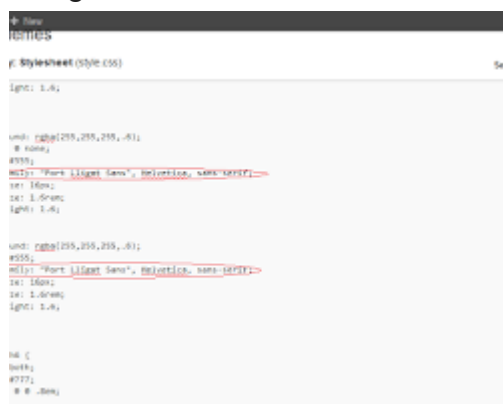 + New
emes
y: Stylesheet (style.css)
Se
ight: 1.6;
und: rgba(255,255,255,.6);
0 none;
#555;
mily: "Port Lligat Sans", Helvetica, sans-serif;
ze: 16px;
ze: 1.6rem;
ight: 1.6;
und: rgba(255,255,255,.6);
#555;
mily: "Port Lligat Sans", Helvetica, sans-serif;
ze: 16px;
ze: 1.6rem;
ight: 1.6;
{
both;
#777;
0 0 .8em;